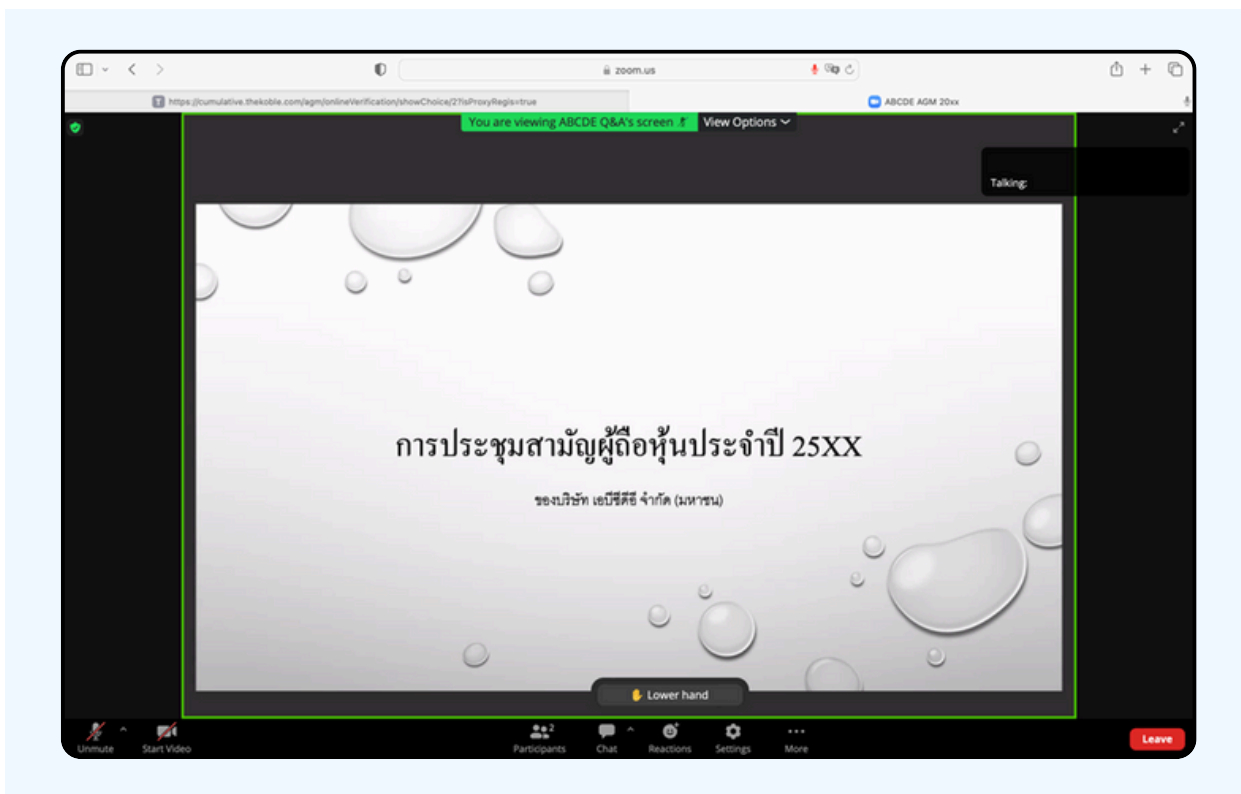 zoom.us
https://cumulative.thekoble.com/agm/onlineVerification/showChoice/2?isProxyRegis=true
ABCDE AGM 20xx
You are viewing ABCDE Q&A's screen
View Options
Talking:
การประชุมสามัญผู้ถือหุ้นประจำปี 25XX
ของบริษัท เอบีซีดีอี จำกัด (มหาชน)
Lower hand
2
Unmute
Start Video
Participants
Chat
Reactions
Settings
More
Leave